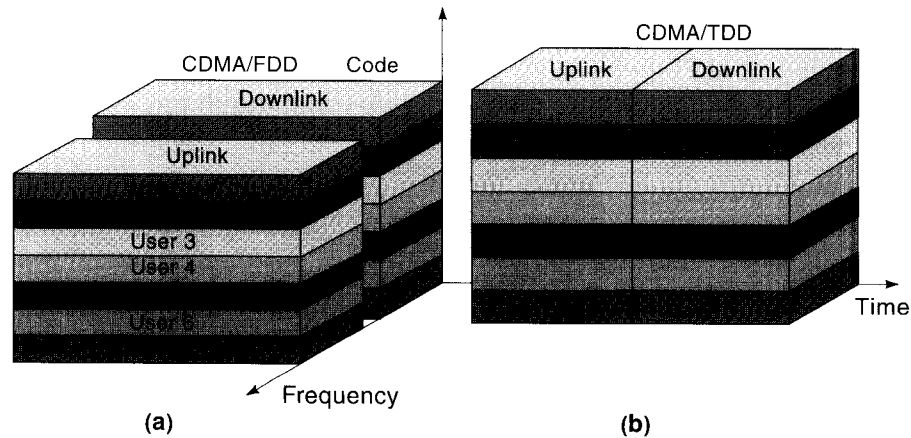 CDMA/FDD
Code
CDMA/TDD
Downlink
Uplink
Uplink
Downlink
User 3
User 4
User 6
Time
Frequency
(a)
(b)